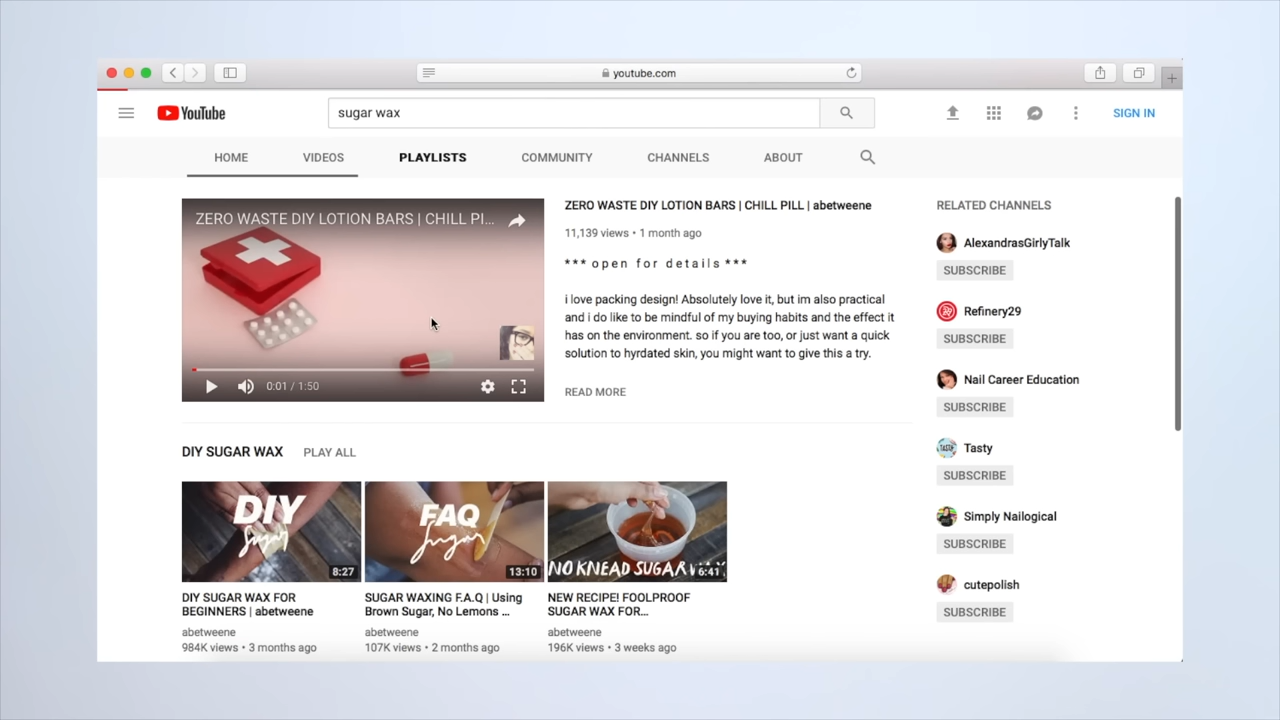 youtube.com
YouTube
sugar wax
SIGN IN
HOME VIDEOS PLAYLISTS COMMUNITY CHANNELS ABOUT
ZERO WASTE DIY LOTION BARS | CHILL PI...
0:01 / 1:50
ZERO WASTE DIY LOTION BARS | CHILL PILL | abetweene
11,139 views • 1 month ago
*** open for details ***
i love packing design! Absolutely love it, but im also practical
and i do like to be mindful of my buying habits and the effect it
has on the environment. so if you are too, or just want a quick
solution to hyrdated skin, you might want to give this a try.
READ MORE
RELATED CHANNELS
AlexandrasGirlyTalk
SUBSCRIBE
Refinery29
SUBSCRIBE
Nail Career Education
SUBSCRIBE
TASTY
Tasty
SUBSCRIBE
Simply Nailogical
SUBSCRIBE
cutepolish
SUBSCRIBE
DIY SUGAR WAX PLAY ALL
DIY
Sugar
8:27
DIY SUGAR WAX FOR
BEGINNERS | abetweene
abetweene
984K views • 3 months ago
FAQ
Sugar
13:10
SUGAR WAXING F.A.Q | Using
Brown Sugar, No Lemons ...
abetweene
107K views • 2 months ago
NO KNEAD SUGAR
6:41
NEW RECIPE! FOOLPROOF
SUGAR WAX FOR...
abetweene
196K views • 3 weeks ago